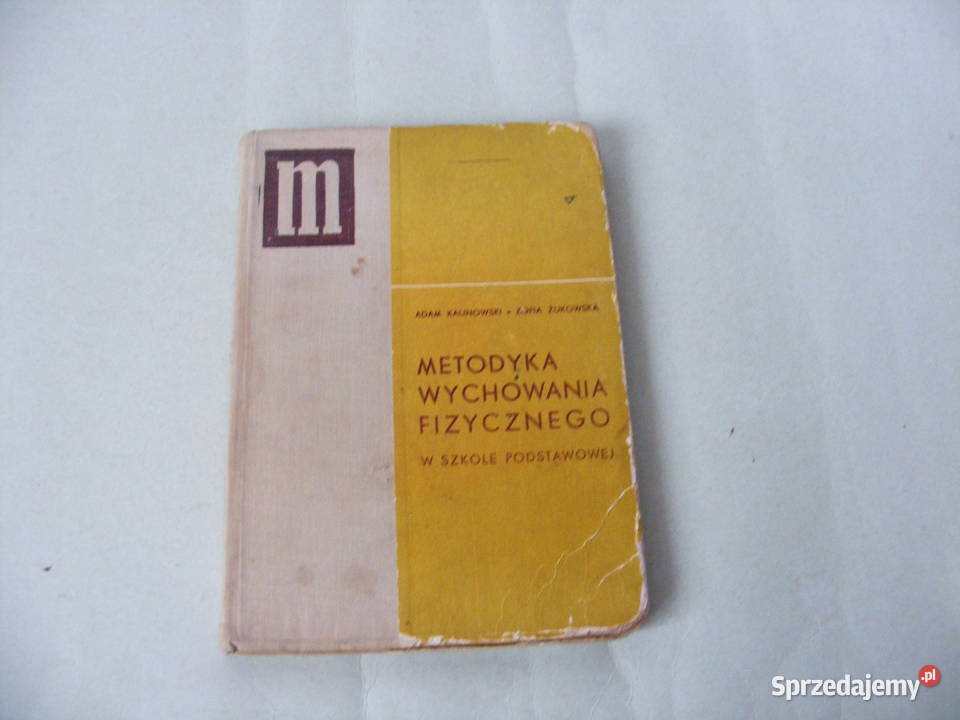 m
ADAM KALINOWSKI • ZOFIA ŻUKOWSKA
METODYKA
WYCHOWANIA
FIZYCZNEGO
W SZKOLE PODSTAWOWEJ
Sprzedajemy.pl